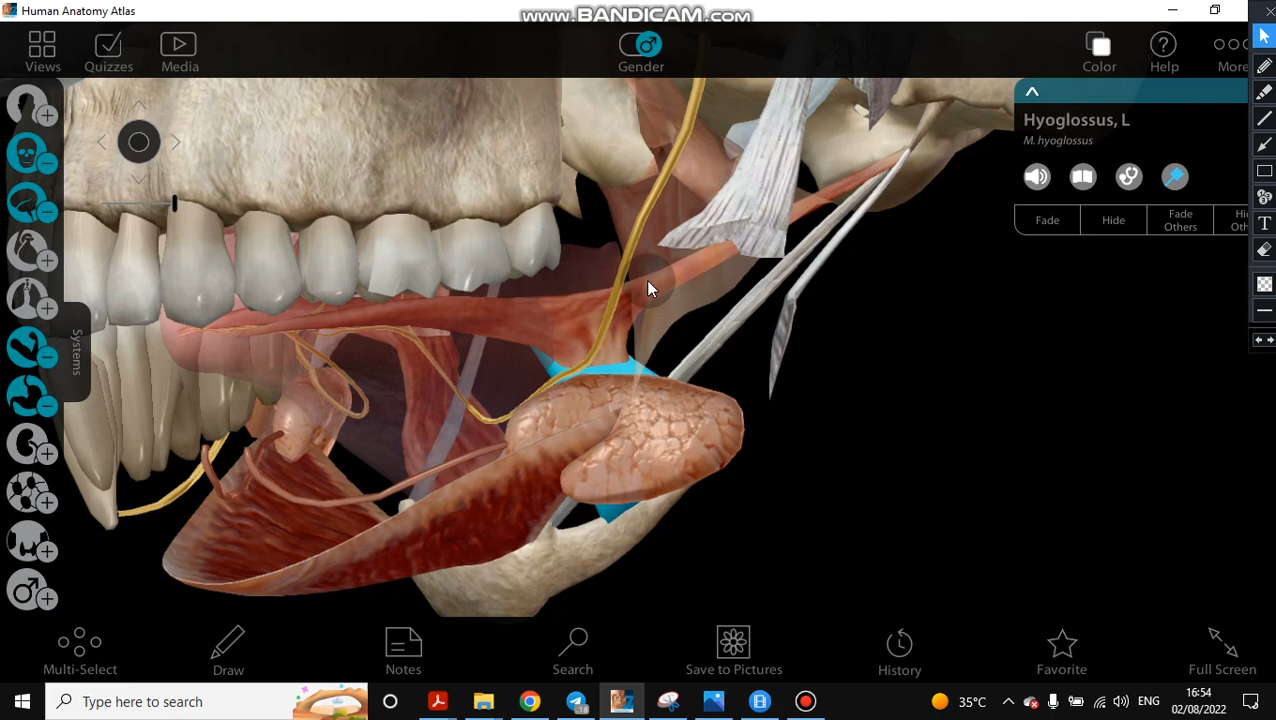 Human Anatomy Atlas
www.BANDICAM.com
Views
Quizzes
Media
Gender
Color
Help
More
Hyoglossus, L
M. hyoglossus
Fade
Hide
Fade
Others
Systems
Multi-Select
Draw
Notes
Search
Save to Pictures
History
Favorite
Full Screen
Type here to search
18
35°C
ENG
16:54
02/08/2022